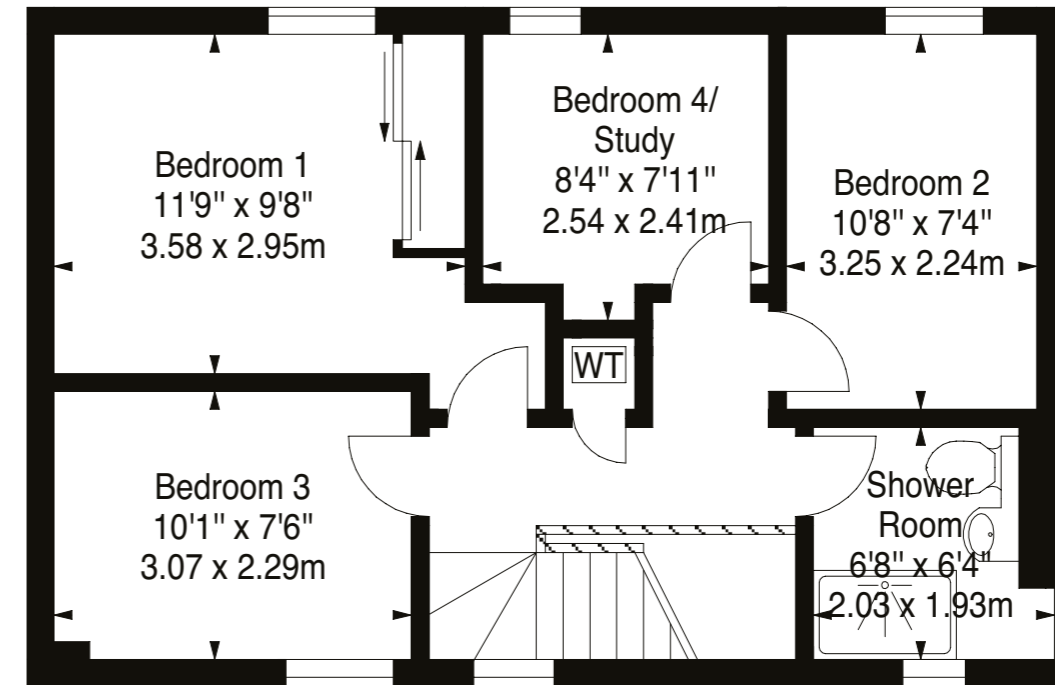 Bedroom 1
11'9" x 9'8"
3.58 x 2.95m
Bedroom 4/
Study
8'4" x 7'11"
2.54 x 2.41m
Bedroom 2
10'8" x 7'4"
3.25 x 2.24m
WT
Bedroom 3
10'1" x 7'6"
3.07 x 2.29m
Shower
Room
6'8" x 6'4"
2.03 x 1.93m